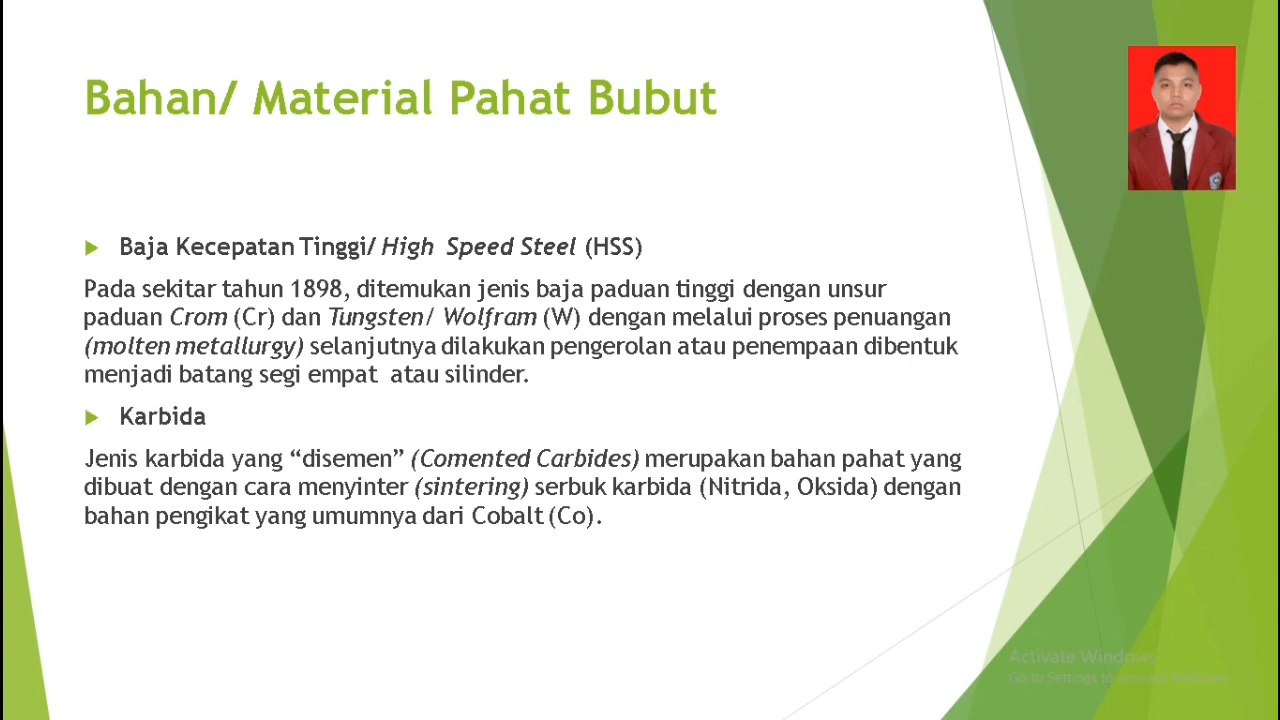 Bahan/ Material Pahat Bubut
Baja Kecepatan Tinggi/ High Speed Steel (HSS)
Pada sekitar tahun 1898, ditemukan jenis baja paduan tinggi dengan unsur
paduan Crom (Cr) dan Tungsten/ Wolfram (W) dengan melalui proses penuangan
(molten metallurgy) selanjutnya dilakukan pengerolan atau penempaan dibentuk
menjadi batang segi empat atau silinder.
Karbida
Jenis karbida yang “disemen” (Comented Carbides) merupakan bahan pahat yang
dibuat dengan cara menyinter (sintering) serbuk karbida (Nitrida, Oksida) dengan
bahan pengikat yang umumnya dari Cobalt (Co).
Activate Windows
Go to Settings to activate Windows.